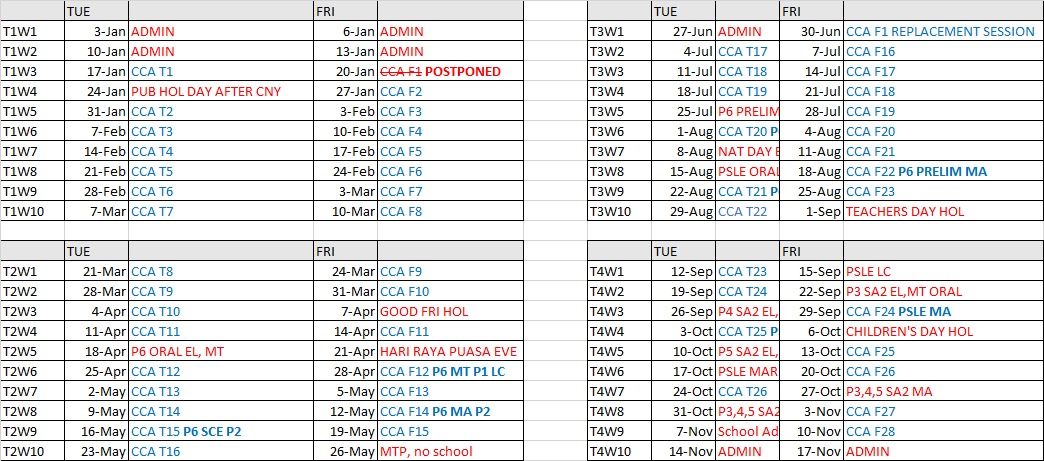 TUE FRI TUE FRI
T1W1 3-Jan ADMIN 6-Jan ADMIN T3W1 27-Jun ADMIN 30-Jun CCA F1 REPLACEMENT SESSION
T1W2 10-Jan ADMIN 13-Jan ADMIN T3W2 4-Jul CCA T17 7-Jul CCA F16
T1W3 17-Jan CCA T1 20-Jan CCA F1 POSTPONED T3W3 11-Jul CCA T18 14-Jul CCA F17
T1W4 24-Jan PUB HOL DAY AFTER CNY 27-Jan CCA F2 T3W4 18-Jul CCA T19 21-Jul CCA F18
T1W5 31-Jan CCA T2 3-Feb CCA F3 T3W5 25-Jul P6 PRELIM 28-Jul CCA F19
T1W6 7-Feb CCA T3 10-Feb CCA F4 T3W6 1-Aug CCA T20 P 4-Aug CCA F20
T1W7 14-Feb CCA T4 17-Feb CCA F5 T3W7 8-Aug NAT DAY E 11-Aug CCA F21
T1W8 21-Feb CCA T5 24-Feb CCA F6 T3W8 15-Aug PSLE ORAL 18-Aug CCA F22 P6 PRELIM MA
T1W9 28-Feb CCA T6 3-Mar CCA F7 T3W9 22-Aug CCA T21 P 25-Aug CCA F23
T1W10 7-Mar CCA T7 10-Mar CCA F8 T3W10 29-Aug CCA T22 1-Sep TEACHERS DAY HOL
TUE FRI TUE FRI
T2W1 21-Mar CCA T8 24-Mar CCA F9 T4W1 12-Sep CCA T23 15-Sep PSLE LC
T2W2 28-Mar CCA T9 31-Mar CCA F10 T4W2 19-Sep CCA T24 22-Sep P3 SA2 EL,MT ORAL
T2W3 4-Apr CCA T10 7-Apr GOOD FRI HOL T4W3 26-Sep P4 SA2 EL, 29-Sep CCA F24 PSLE MA
T2W4 11-Apr CCA T11 14-Apr CCA F11 T4W4 3-Oct CCA T25 P 6-Oct CHILDREN'S DAY HOL
T2W5 18-Apr P6 ORAL EL, MT 21-Apr HARI RAYA PUASA EVE T4W5 10-Oct P5 SA2 EL, 13-Oct CCA F25
T2W6 25-Apr CCA T12 28-Apr CCA F12 P6 MT P1 LC T4W6 17-Oct PSLE MAR 20-Oct CCA F26
T2W7 2-May CCA T13 5-May CCA F13 T4W7 24-Oct CCA T26 27-Oct P3,4,5 SA2 MA
T2W8 9-May CCA T14 12-May CCA F14 P6 MA P2 T4W8 31-Oct P3,4,5 SA2 3-Nov CCA F27
T2W9 16-May CCA T15 P6 SCE P2 19-May CCA F15 T4W9 7-Nov School Ad 10-Nov CCA F28
T2W10 23-May CCA T16 26-May MTP, no school T4W10 14-Nov ADMIN 17-Nov ADMIN